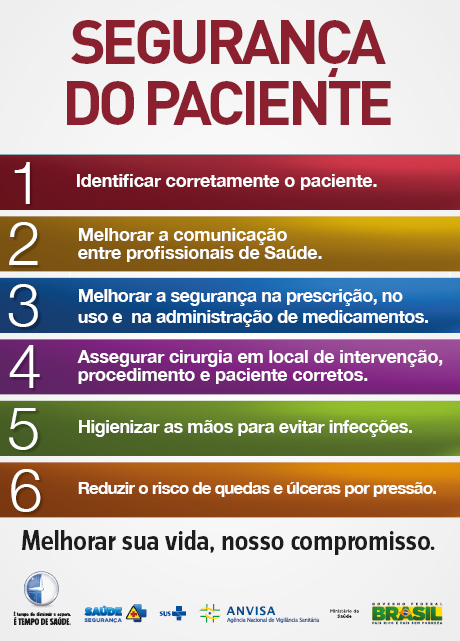 SEGURANÇA
DO PACIENTE
1 Identificar corretamente o paciente.
2 Melhorar a comunicação
entre profissionais de Saúde.
3 Melhorar a segurança na prescrição, no
uso e na administração de medicamentos.
4 Assegurar cirurgia em local de intervenção,
procedimento e paciente corretos.
5 Higienizar as mãos para evitar infecções.
6 Reduzir o risco de quedas e úlceras por pressão.
Melhorar sua vida, nosso compromisso.
É tempo de diminuir a espera.
É TEMPO DE SAÚDE.
SAÚDE
SEGURANÇA
SUS
ANVISA
Agência Nacional de Vigilância Sanitária
Ministério da
Saúde
GOVERNO FEDERAL
BRASIL
PAÍS RICO É PAÍS SEM POBREZA